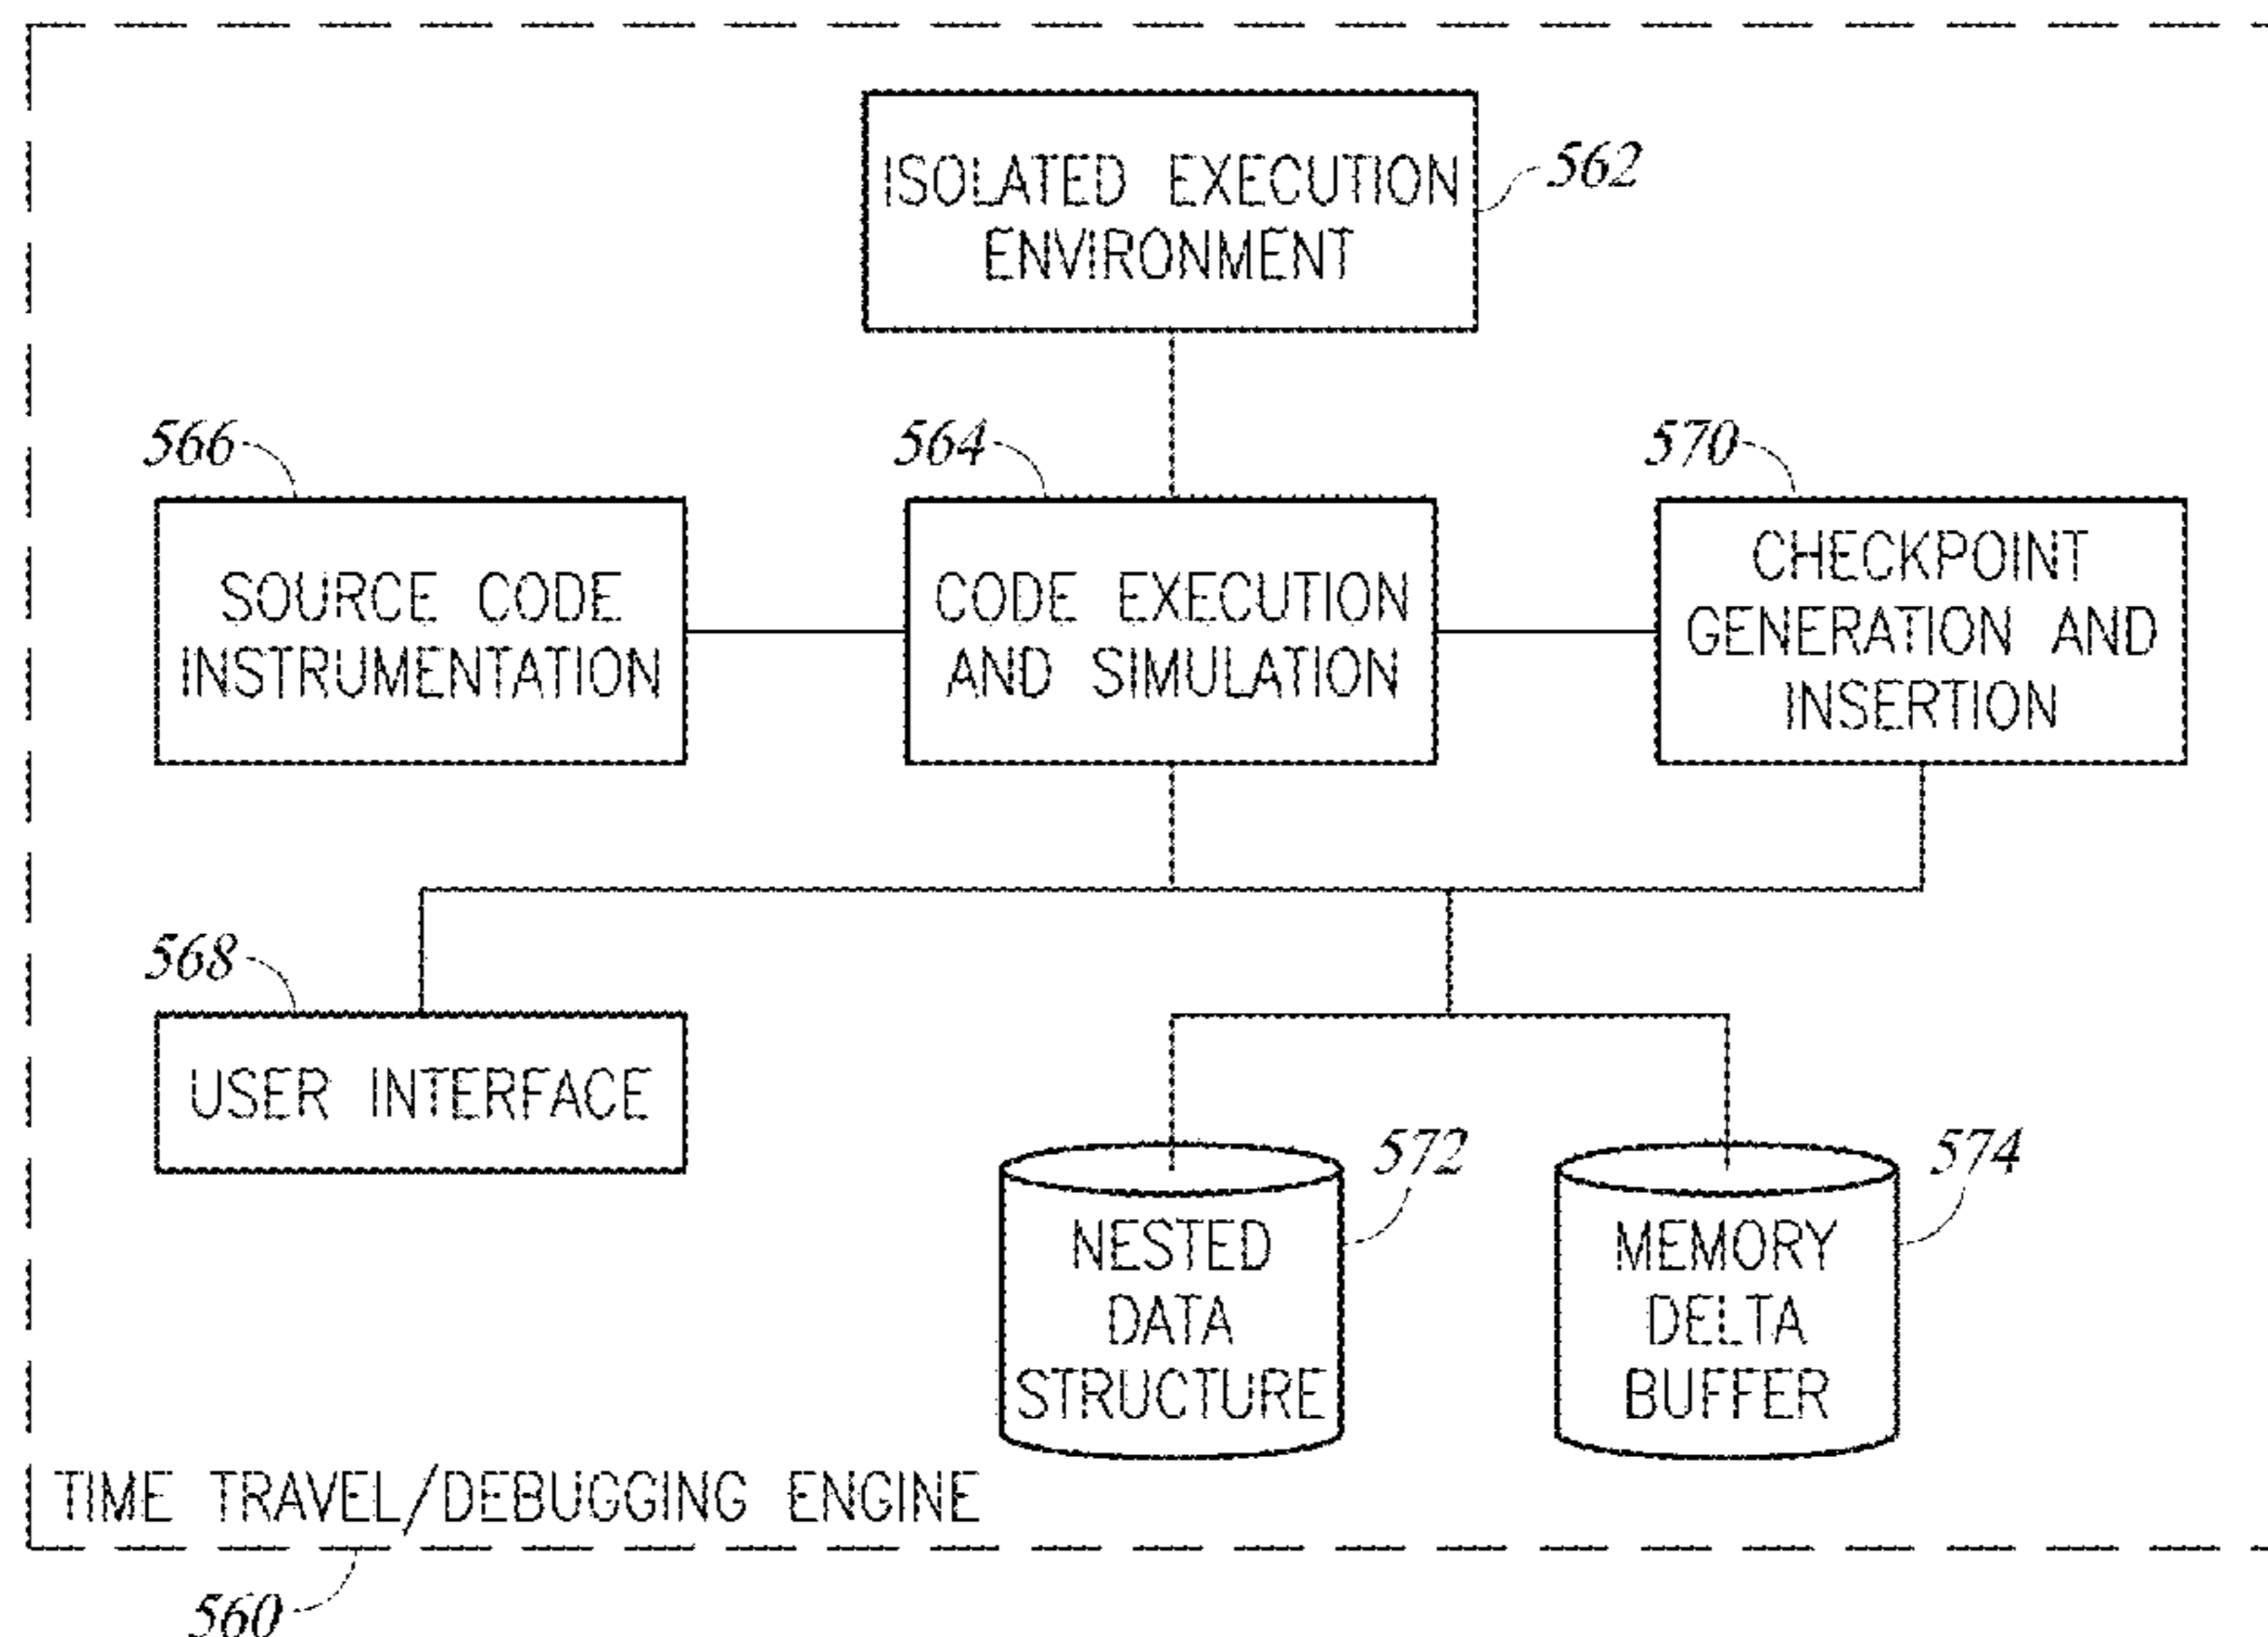 ISOLATED EXECUTION
ENVIRONMENT
562
566
564
570
SOURCE CODE
INSTRUMENTATION
CODE EXECUTION
AND SIMULATION
CHECKPOINT
GENERATION AND
INSERTION
568
USER INTERFACE
572
574
NESTED
DATA
STRUCTURE
MEMORY
DELTA
BUFFER
TIME TRAVEL/DEBUGGING ENGINE
560